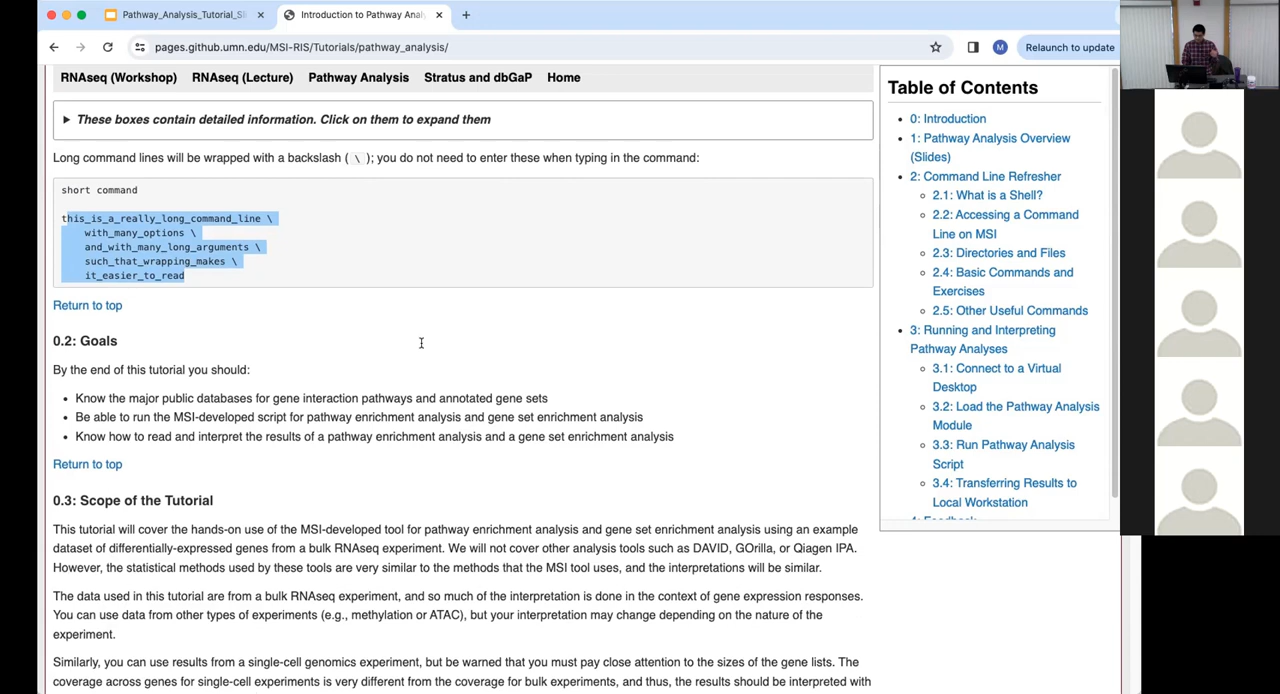 Pathway_Analysis_Tutorial_Sl
Introduction to Pathway Anal
pages.github.umn.edu/MSI-RIS/Tutorials/pathway_analysis/
M
Relaunch to update
RNAseq (Workshop) RNAseq (Lecture) Pathway Analysis Stratus and dbGaP Home
These boxes contain detailed information. Click on them to expand them
Long command lines will be wrapped with a backslash ( \ ); you do not need to enter these when typing in the command:
short command
this_is_a_really_long_command_line \
with_many_options \
and_with_many_long_arguments \
such_that_wrapping_makes \
it_easier_to_read
Return to top
0.2: Goals
By the end of this tutorial you should:
Know the major public databases for gene interaction pathways and annotated gene sets
Be able to run the MSI-developed script for pathway enrichment analysis and gene set enrichment analysis
Know how to read and interpret the results of a pathway enrichment analysis and a gene set enrichment analysis
Return to top
0.3: Scope of the Tutorial
This tutorial will cover the hands-on use of the MSI-developed tool for pathway enrichment analysis and gene set enrichment analysis using an example
dataset of differentially-expressed genes from a bulk RNAseq experiment. We will not cover other analysis tools such as DAVID, GOrilla, or Qiagen IPA.
However, the statistical methods used by these tools are very similar to the methods that the MSI tool uses, and the interpretations will be similar.
The data used in this tutorial are from a bulk RNAseq experiment, and so much of the interpretation is done in the context of gene expression responses.
You can use data from other types of experiments (e.g., methylation or ATAC), but your interpretation may change depending on the nature of the
experiment.
Similarly, you can use results from a single-cell genomics experiment, but be warned that you must pay close attention to the sizes of the gene lists. The
coverage across genes for single-cell experiments is very different from the coverage for bulk experiments, and thus, the results should be interpreted with
Table of Contents
0: Introduction
1: Pathway Analysis Overview
(Slides)
2: Command Line Refresher
2.1: What is a Shell?
2.2: Accessing a Command
Line on MSI
2.3: Directories and Files
2.4: Basic Commands and
Exercises
2.5: Other Useful Commands
3: Running and Interpreting
Pathway Analyses
3.1: Connect to a Virtual
Desktop
3.2: Load the Pathway Analysis
Module
3.3: Run Pathway Analysis
Script
3.4: Transferring Results to
Local Workstation
4: Feedback